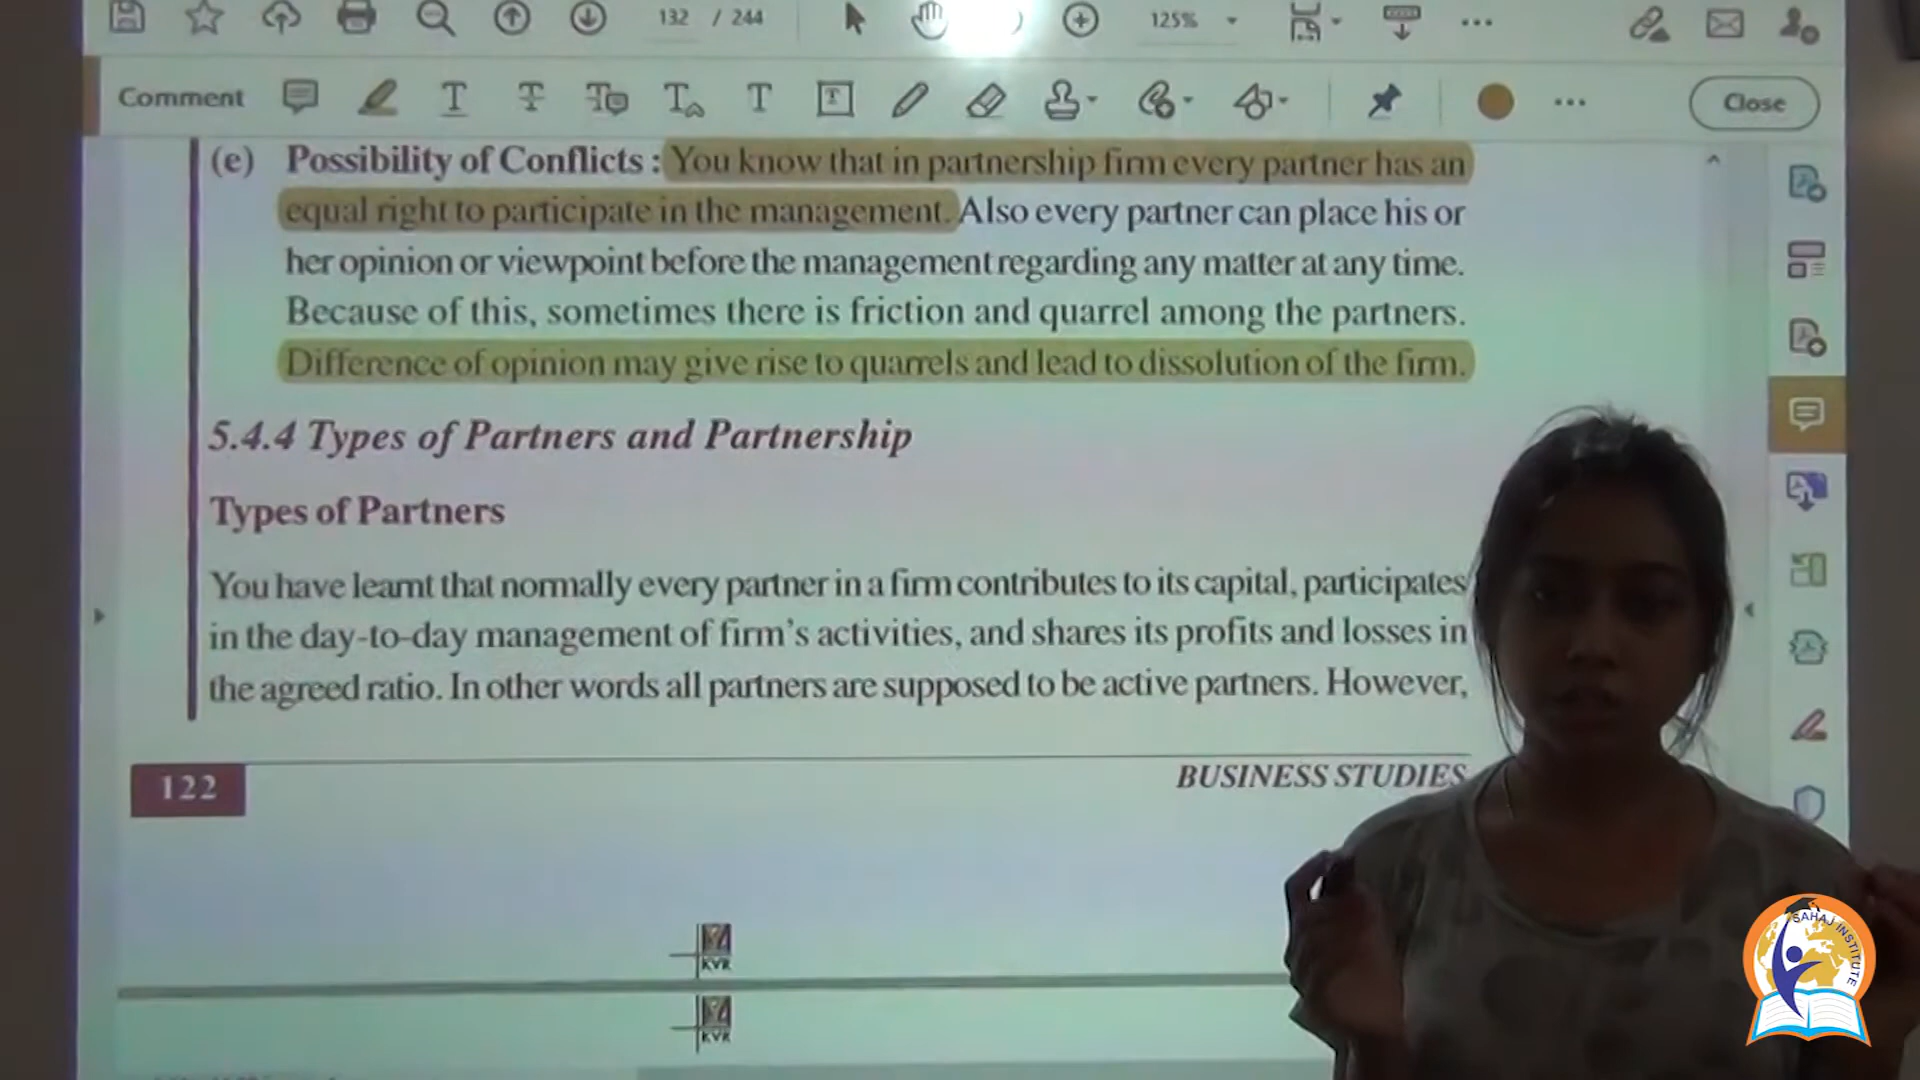 132 / 244
125%
Comment
Close
(e) Possibility of Conflicts : You know that in partnership firm every partner has an
equal right to participate in the management. Also every partner can place his or
her opinion or viewpoint before the management regarding any matter at any time.
Because of this, sometimes there is friction and quarrel among the partners.
Difference of opinion may give rise to quarrels and lead to dissolution of the firm.
5.4.4 Types of Partners and Partnership
Types of Partners
You have learnt that normally every partner in a firm contributes to its capital, participates
in the day-to-day management of firm's activities, and shares its profits and losses in
the agreed ratio. In other words all partners are supposed to be active partners. However,
122
BUSINESS STUDIES
KVR
KVR
SAHAJ INSTITUTE